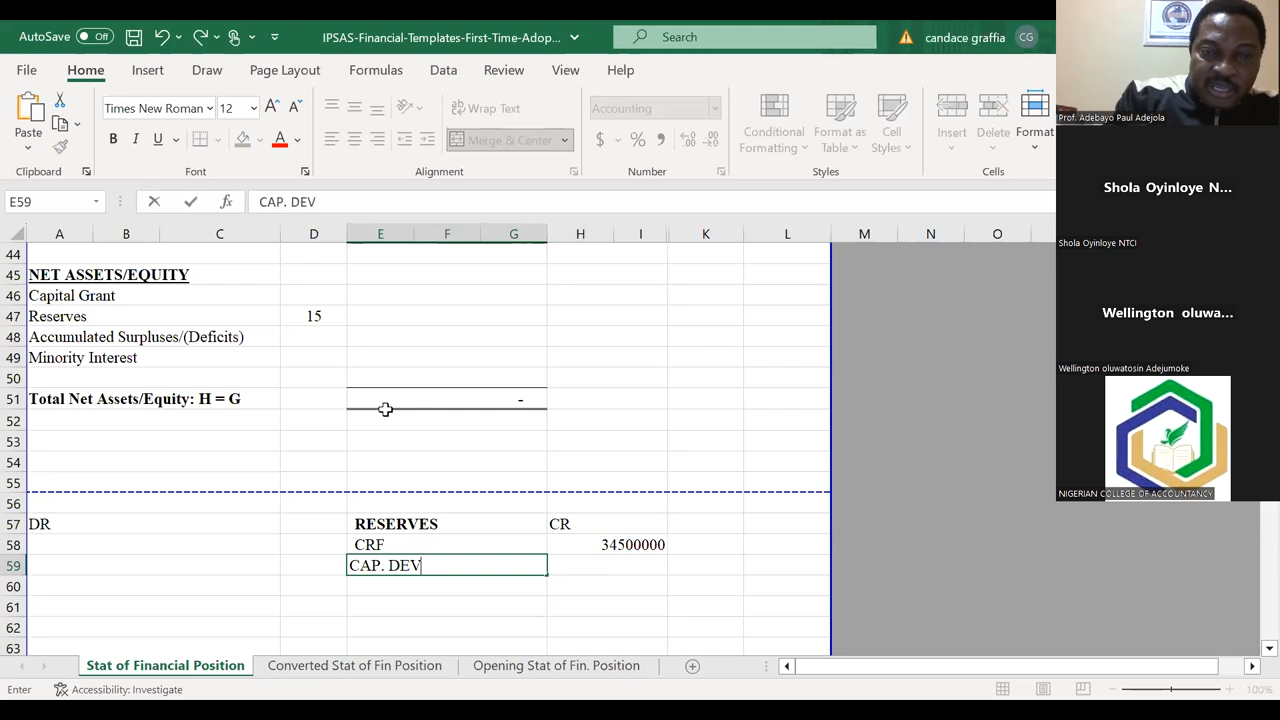 AutoSave Off IPSAS-Financial-Templates-First-Time-Adop... Search candace graffia CG
File Home Insert Draw Page Layout Formulas Data Review View Help
Times New Roman 12 Wrap Text Accounting
Paste B I U Merge & Center $ % Conditional Formatting Format as Table Cell Styles Insert Delete Format
Clipboard Font Alignment Number Styles Cells
E59 fx CAP. DEV
A B C D E F G H I K L M N O
44
45 NET ASSETS/EQUITY
46 Capital Grant
47 Reserves 15
48 Accumulated Surpluses/(Deficits)
49 Minority Interest
50
51 Total Net Assets/Equity: H = G -
52
53
54
55
56
57 DR RESERVES CR
58 CRF 34500000
59 CAP. DEV
60
61
62
63
Stat of Financial Position Converted Stat of Fin Position Opening Stat of Fin. Position
Enter Accessibility: Investigate 100%
Prof. Adebayo Paul Adejola
Shola Oyinloye N...
Shola Oyinloye NTCI
Wellington oluwa...
Wellington oluwatosin Adejumoke
NIGERIAN COLLEGE OF ACCOUNTANCY